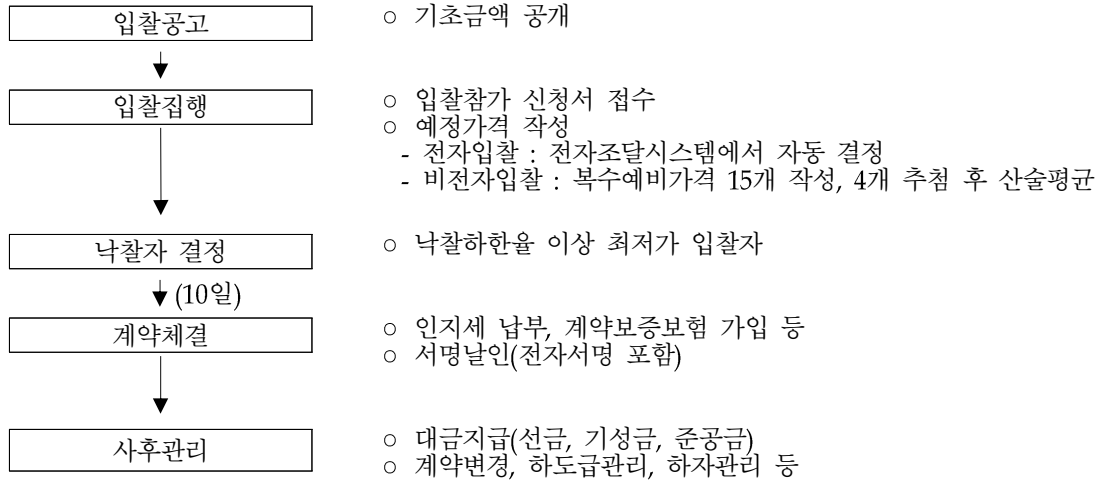 입찰공고
○ 기초금액 공개
입찰집행
○ 입찰참가 신청서 접수
○ 예정가격 작성
- 전자입찰 : 전자조달시스템에서 자동 결정
- 비전자입찰 : 복수예비가격 15개 작성, 4개 추첨 후 산술평균
낙찰자 결정
○ 낙찰하한율 이상 최저가 입찰자
(10일)
계약체결
○ 인지세 납부, 계약보증보험 가입 등
○ 서명날인(전자서명 포함)
사후관리
○ 대금지급(선금, 기성금, 준공금)
○ 계약변경, 하도급관리, 하자관리 등